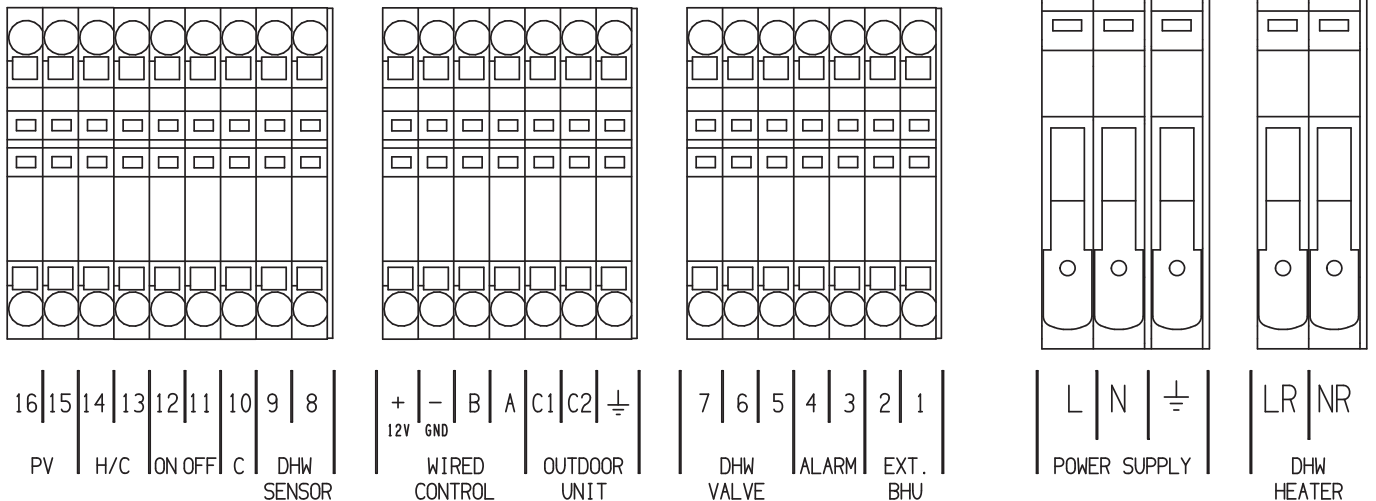 16 15 14 13 12 11 10 9 8 + − B A C1 C2 ⏚ 7 6 5 4 3 2 1 L N ⏚ LR NR
12V GND
PV H/C ON OFF C DHW SENSOR WIRED CONTROL OUTDOOR UNIT DHW VALVE ALARM EXT. BHU POWER SUPPLY DHW HEATER